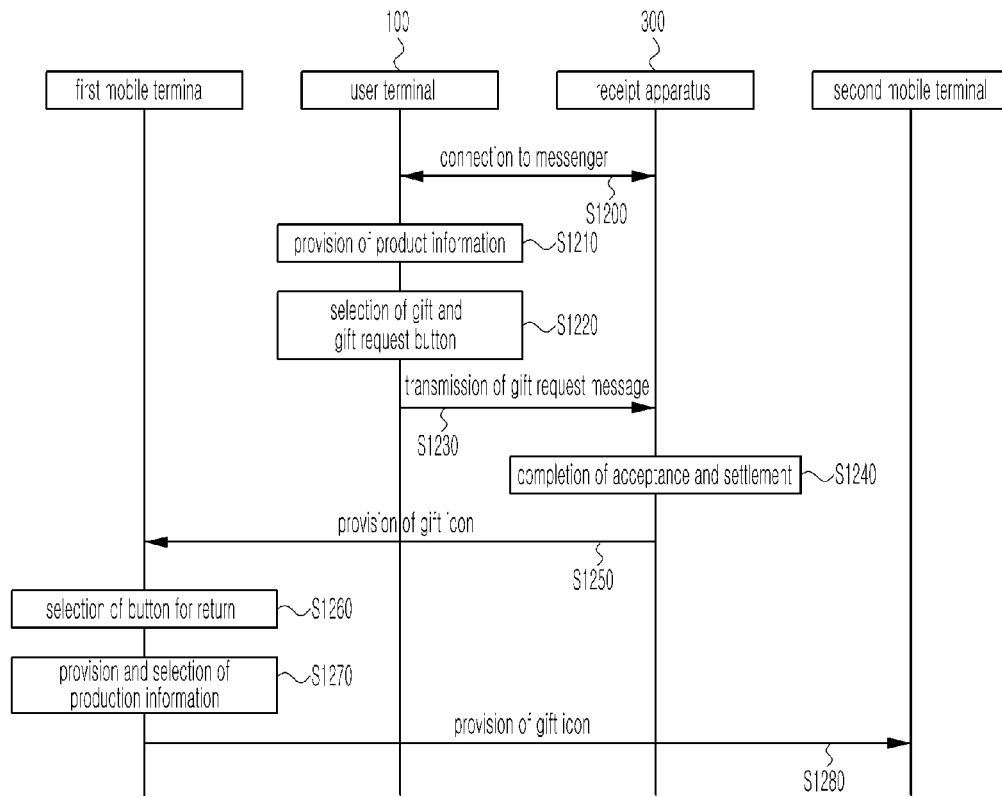 100
300
first mobile termina
user terminal
receipt apparatus
second mobile terminal
connection to messenger
S1200
provision of product information
S1210
selection of gift and
gift request button
S1220
transmission of gift request message
S1230
completion of acceptance and settlement
S1240
provision of gift icon
S1250
selection of button for return
S1260
provision and selection of
production information
S1270
provision of gift icon
S1280